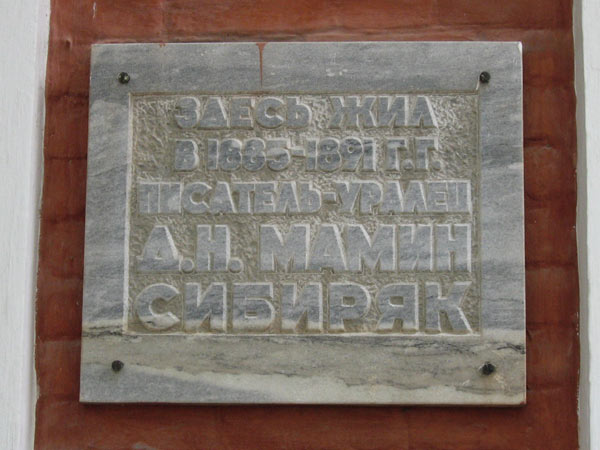 ЗДЕСЬ ЖИЛ
В 1885-1891 Г.Г.
ПИСАТЕЛЬ-УРАЛЕЦ
Д.Н. МАМИН
СИБИРЯК